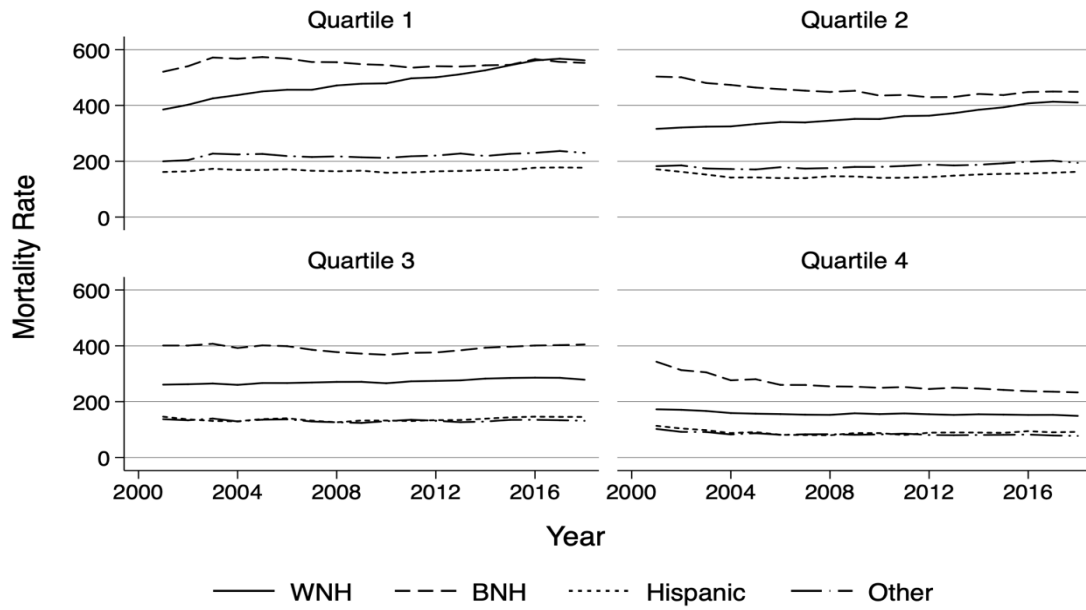 Quartile 1
Quartile 2
600
400
200
0
Quartile 3
Quartile 4
600
400
200
0
2000 2004 2008 2012 2016 2000 2004 2008 2012 2016
Mortality Rate
Year
WNH BNH Hispanic Other